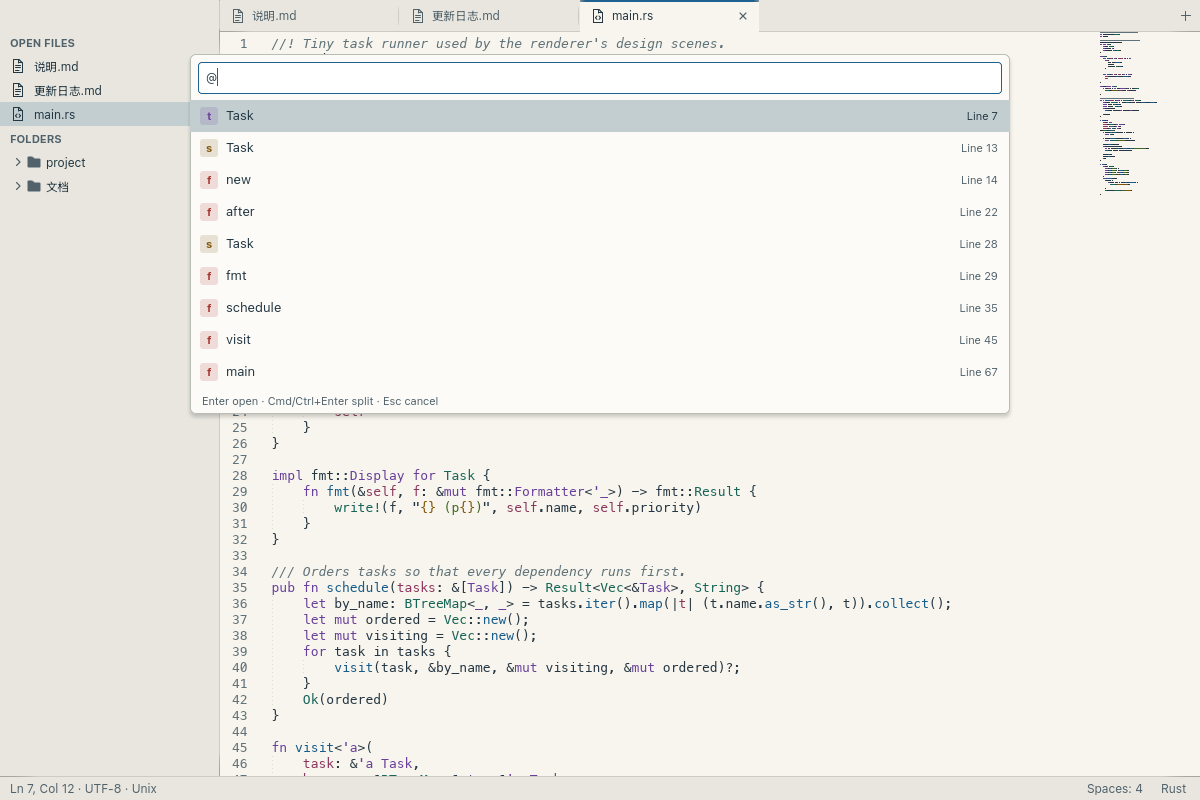 说明.md
更新日志.md
main.rs
OPEN FILES
说明.md
更新日志.md
main.rs
FOLDERS
project
文档
1 //! Tiny task runner used by the renderer's design scenes.
@
t Task Line 7
s Task Line 13
f new Line 14
f after Line 22
s Task Line 28
f fmt Line 29
f schedule Line 35
f visit Line 45
f main Line 67
Enter open · Cmd/Ctrl+Enter split · Esc cancel
25 }
26 }
27
28 impl fmt::Display for Task {
29 fn fmt(&self, f: &mut fmt::Formatter<'_>) -> fmt::Result {
30 write!(f, "{} (p{})", self.name, self.priority)
31 }
32 }
33
34 /// Orders tasks so that every dependency runs first.
35 pub fn schedule(tasks: &[Task]) -> Result<Vec<&Task>, String> {
36 let by_name: BTreeMap<_, _> = tasks.iter().map(|t| (t.name.as_str(), t)).collect();
37 let mut ordered = Vec::new();
38 let mut visiting = Vec::new();
39 for task in tasks {
40 visit(task, &by_name, &mut visiting, &mut ordered)?;
41 }
42 Ok(ordered)
43 }
44
45 fn visit<'a>(
46 task: &'a Task,
Ln 7, Col 12 · UTF-8 · Unix
Spaces: 4
Rust